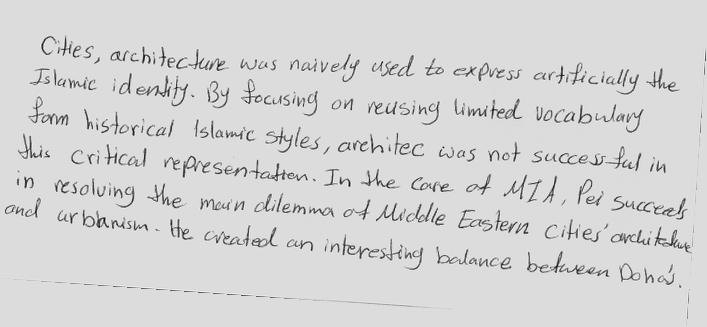 Cities, architecture was naively used to express artificially the
Islamic identity. By focusing on reusing limited vocabulary
form historical Islamic styles, architec was not successful in
this critical representation. In the care of MIA, Pei succeeds
in resolving the main dilemma of Middle Eastern cities' architecture
and urbanism. He created an interesting balance between Doha's.